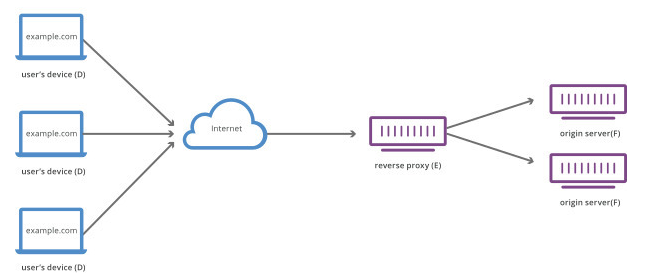 example.com
user's device (D)
example.com
user's device (D)
example.com
user's device (D)
Internet
reverse proxy (E)
origin server(F)
origin server(F)